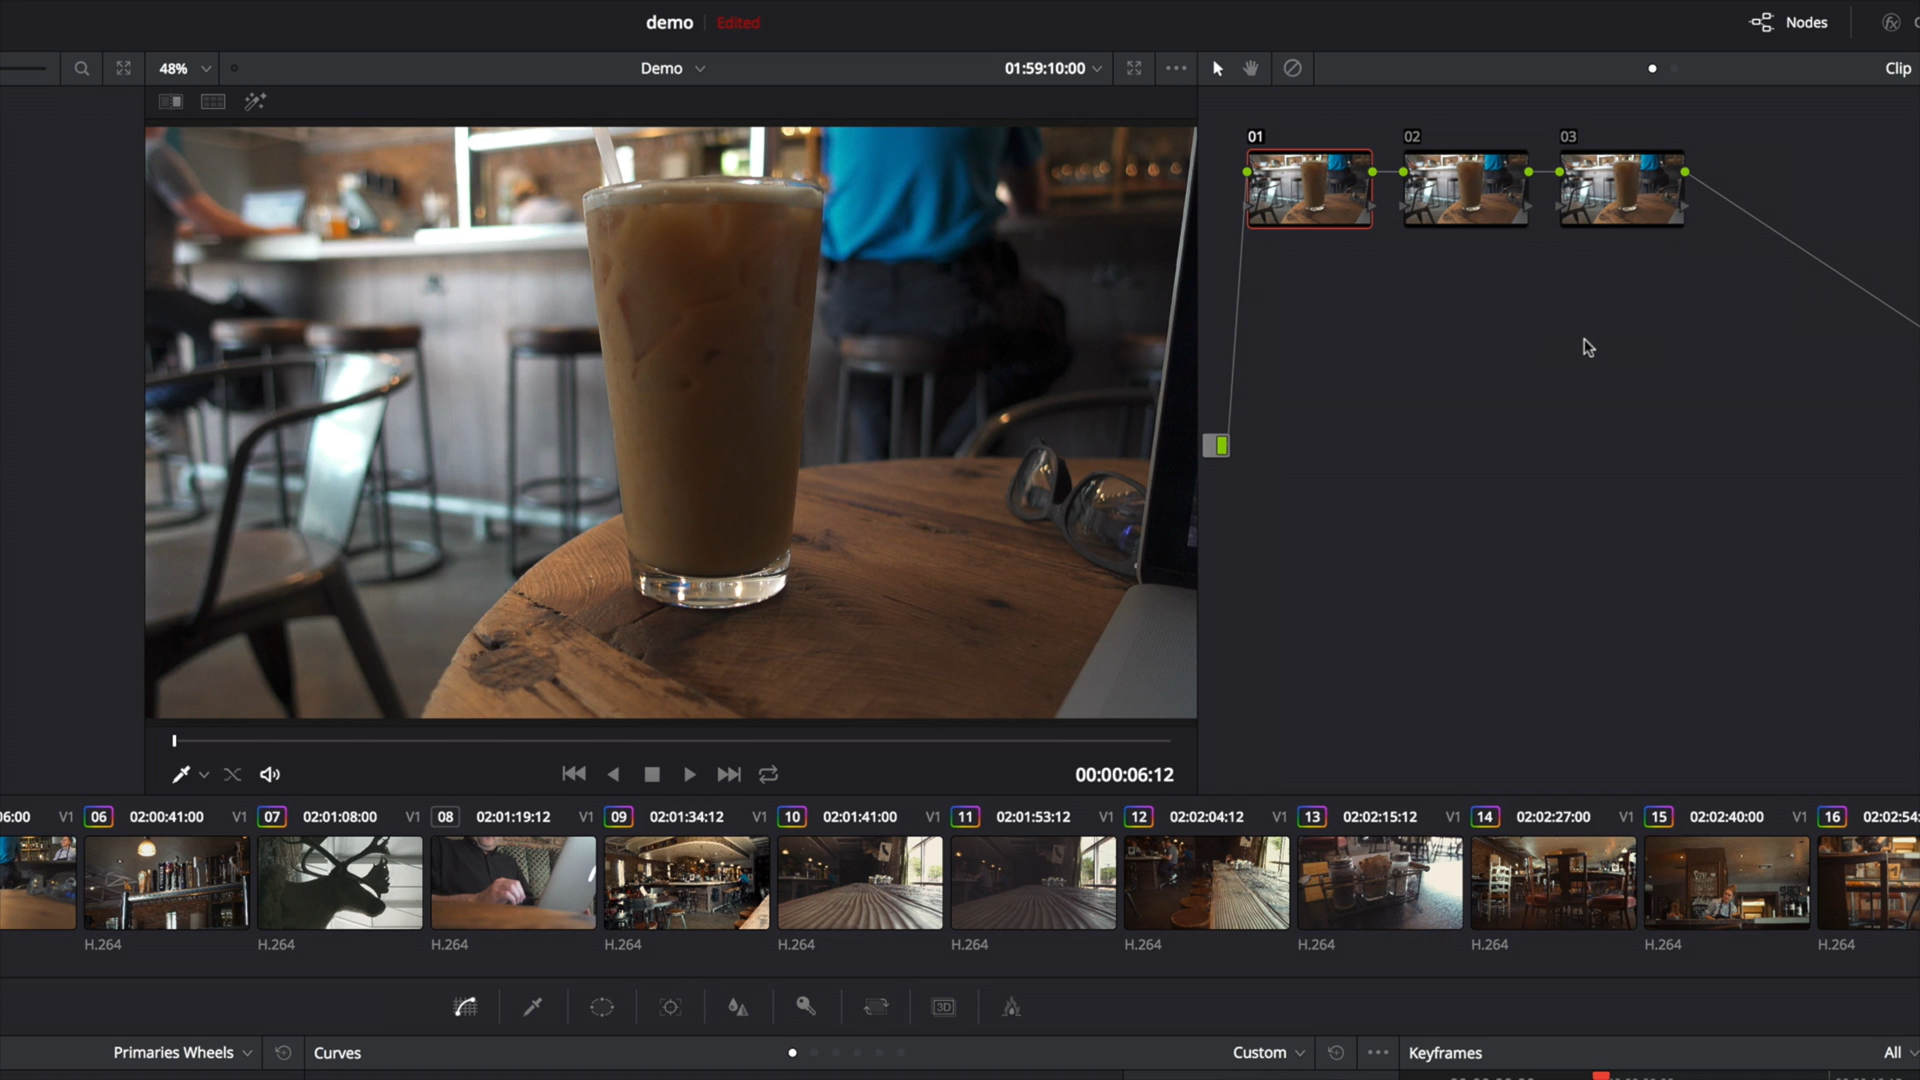 demo Edited Nodes
48% Demo 01:59:10:00 Clip
01 02 03
00:00:06:12
06:00 V1 06 02:00:41:00 V1 07 02:01:08:00 V1 08 02:01:19:12 V1 09 02:01:34:12 V1 10 02:01:41:00 V1 11 02:01:53:12 V1 12 02:02:04:12 V1 13 02:02:15:12 V1 14 02:02:27:00 V1 15 02:02:40:00 V1 16 02:02:54:
H.264 H.264 H.264 H.264 H.264 H.264 H.264 H.264 H.264 H.264 H.264
3D
Primaries Wheels Curves Custom Keyframes All